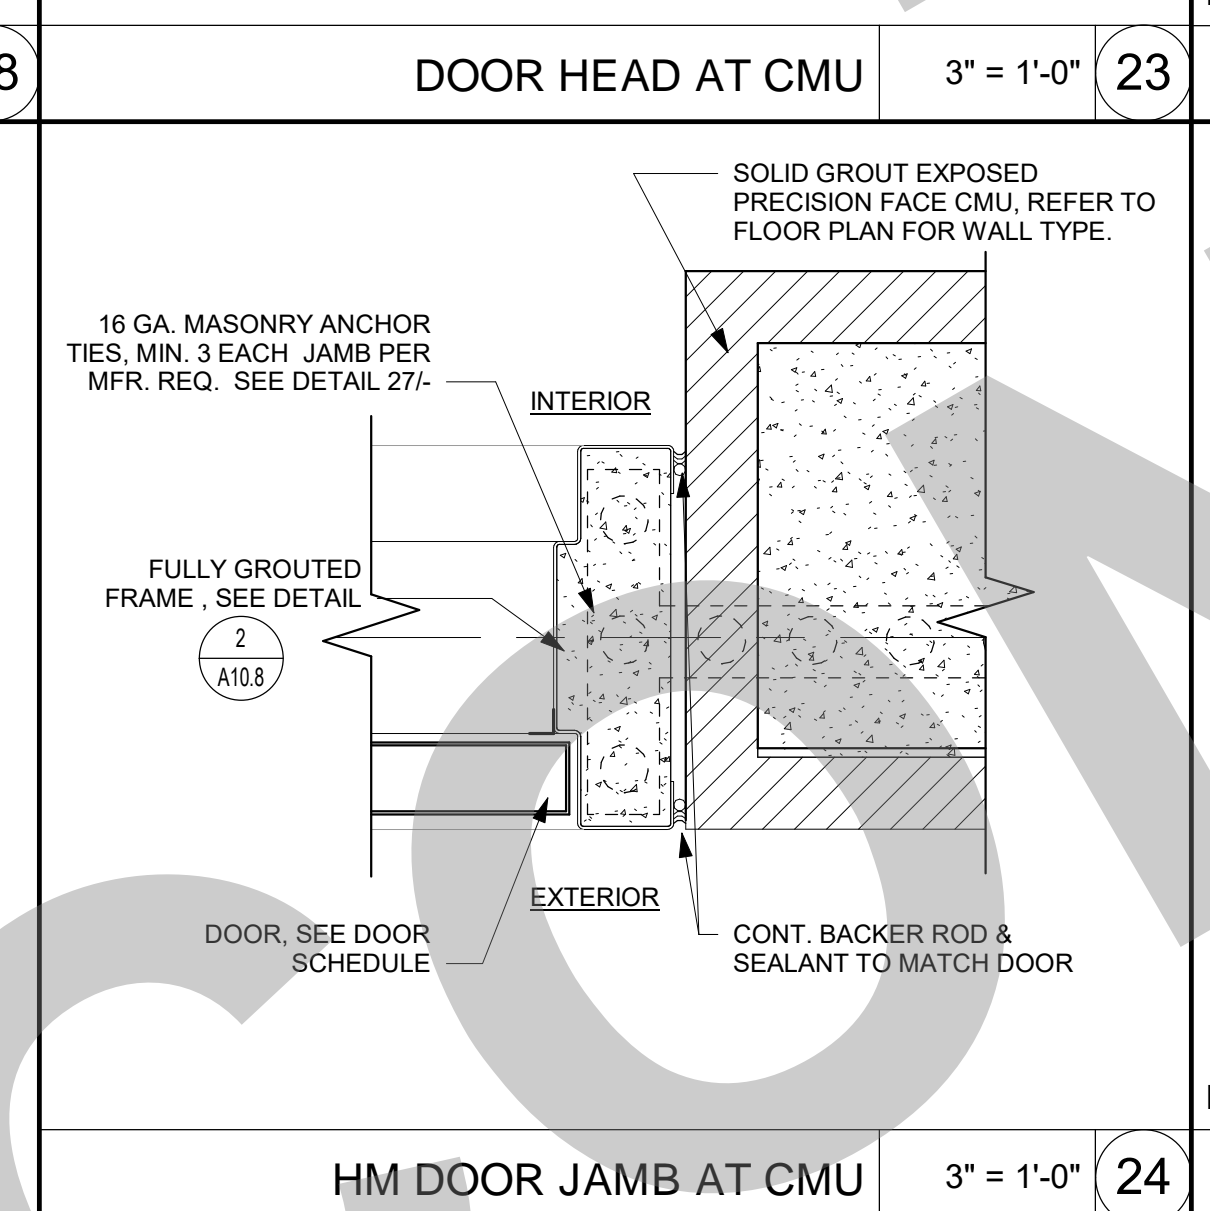 8
DOOR HEAD AT CMU
3" = 1'-0"
23
SOLID GROUT EXPOSED
PRECISION FACE CMU, REFER TO
FLOOR PLAN FOR WALL TYPE.
16 GA. MASONRY ANCHOR
TIES, MIN. 3 EACH JAMB PER
MFR. REQ. SEE DETAIL 27/-
INTERIOR
FULLY GROUTED
FRAME , SEE DETAIL
2
A10.8
EXTERIOR
DOOR, SEE DOOR
SCHEDULE
CONT. BACKER ROD &
SEALANT TO MATCH DOOR
HM DOOR JAMB AT CMU
3" = 1'-0"
24